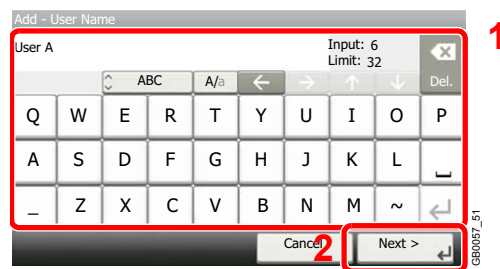 Add - User Name
1
User A
Input: 6
Limit: 32
ABC
A/a
Del.
Q W E R T Y U I O P
A S D F G H J K L
_ Z X C V B N M ~
Cancel
2
Next >
GB0057_51